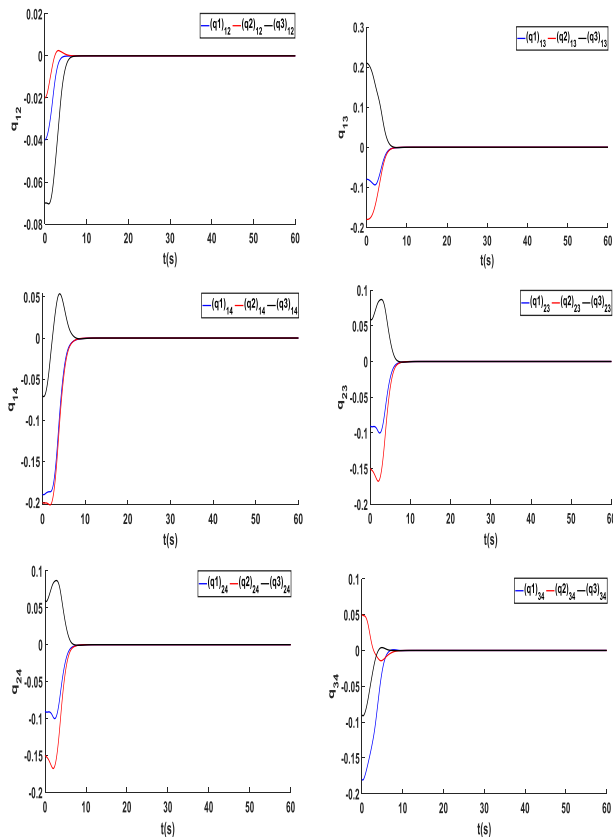 0.02
0
-0.02
-0.04
-0.06
-0.08
q12
0 10 20 30 40 50 60
t(s)
(q1)12 (q2)12 (q3)12
0.3
0.2
0.1
0
-0.1
-0.2
q13
0 10 20 30 40 50 60
t(s)
(q1)13 (q2)13 (q3)13
0.05
0
-0.05
-0.1
-0.15
-0.2
q14
0 10 20 30 40 50 60
t(s)
(q1)14 (q2)14 (q3)14
0.1
0.05
0
-0.05
-0.1
-0.15
-0.2
q23
0 10 20 30 40 50 60
t(s)
(q1)23 (q2)23 (q3)23
0.1
0.05
0
-0.05
-0.1
-0.15
-0.2
q24
0 10 20 30 40 50 60
t(s)
(q1)24 (q2)24 (q3)24
0.1
0.05
0
-0.05
-0.1
-0.15
-0.2
q34
0 10 20 30 40 50 60
t(s)
(q1)34 (q2)34 (q3)34